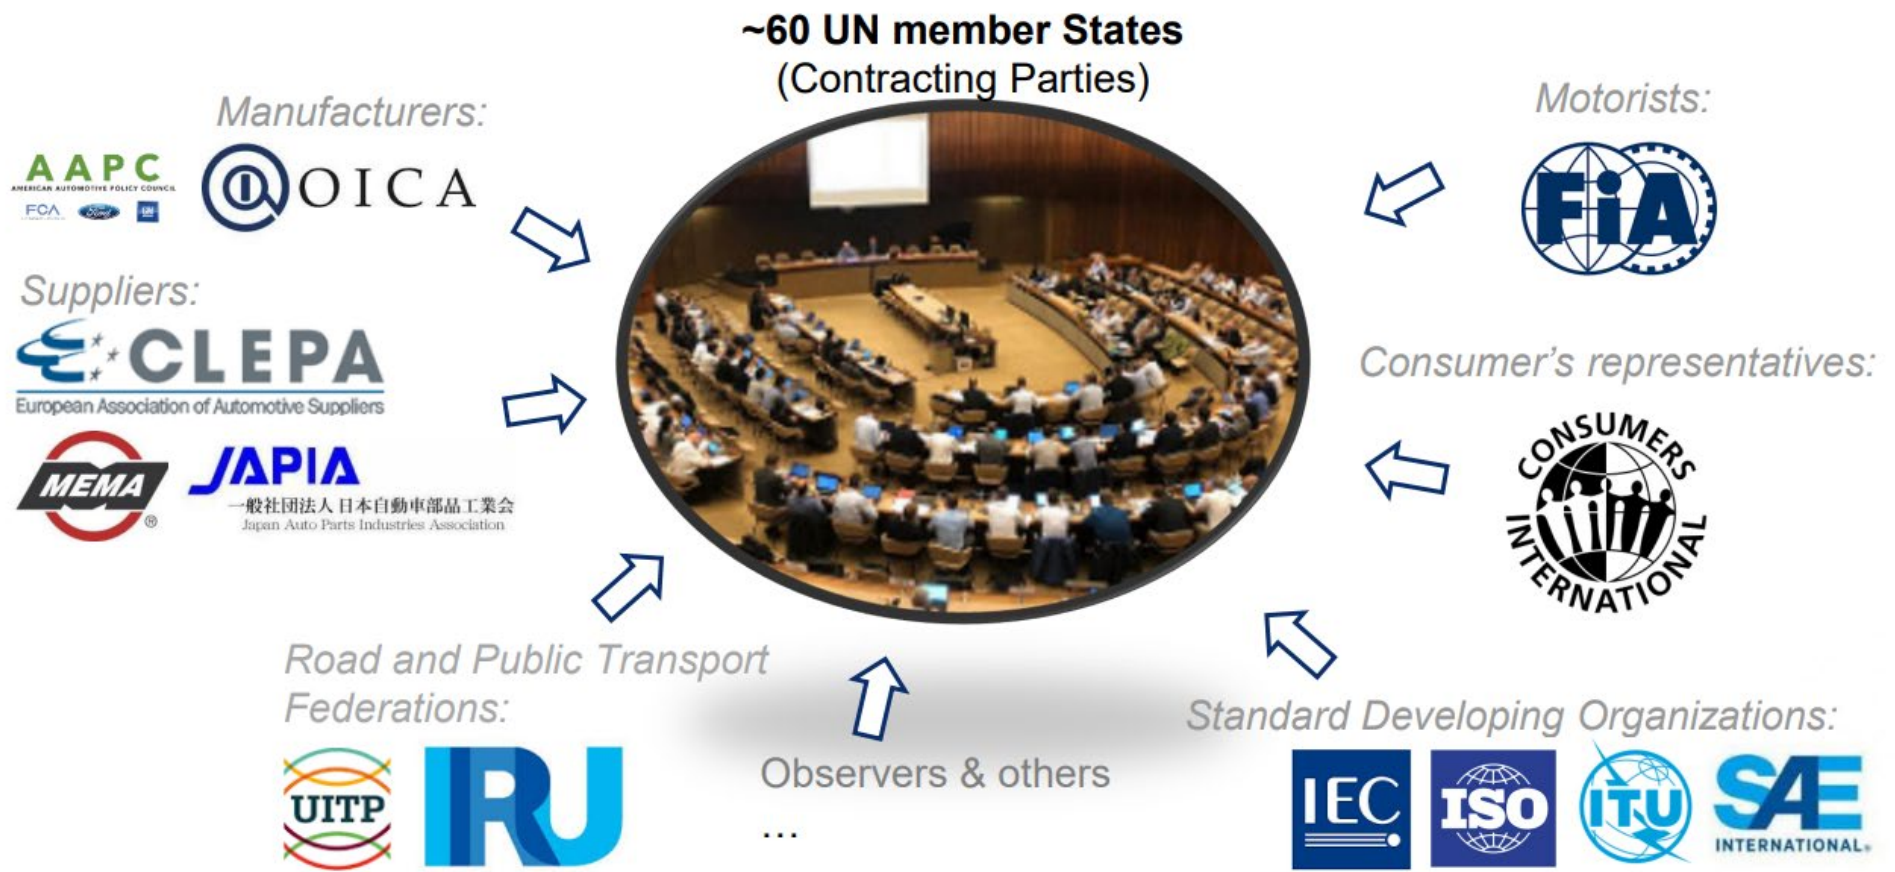 ~60 UN member States
(Contracting Parties)
Manufacturers:
AAPC
AMERICAN AUTOMOTIVE POLICY COUNCIL
FCA
Ford
GM
OICA
Suppliers:
CLEPA
European Association of Automotive Suppliers
MEMA
®
JAPIA
一般社団法人日本自動車部品工業会
Japan Auto Parts Industries Association
Road and Public Transport
Federations:
UITP
IRU
Observers & others
...
Motorists:
FiA
Consumer's representatives:
CONSUMERS
INTERNATIONAL
Standard Developing Organizations:
IEC
ISO
ITU
SAE
INTERNATIONAL®